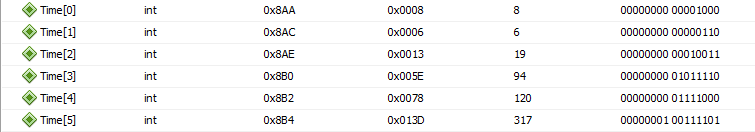 Time[0] int 0x8AA 0x0008 8 00000000 00001000
Time[1] int 0x8AC 0x0006 6 00000000 00000110
Time[2] int 0x8AE 0x0013 19 00000000 00010011
Time[3] int 0x8B0 0x005E 94 00000000 01011110
Time[4] int 0x8B2 0x0078 120 00000000 01111000
Time[5] int 0x8B4 0x013D 317 00000001 00111101